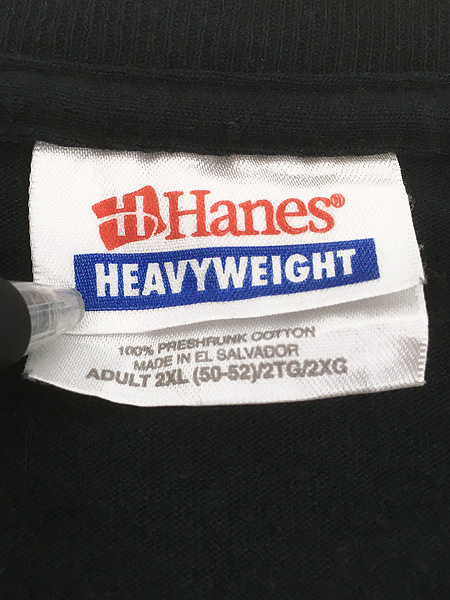 Hanes®
HEAVYWEIGHT
100% PRESHRUNK COTTON
MADE IN EL SALVADOR
ADULT 2XL (50-52)/2TG/2XG